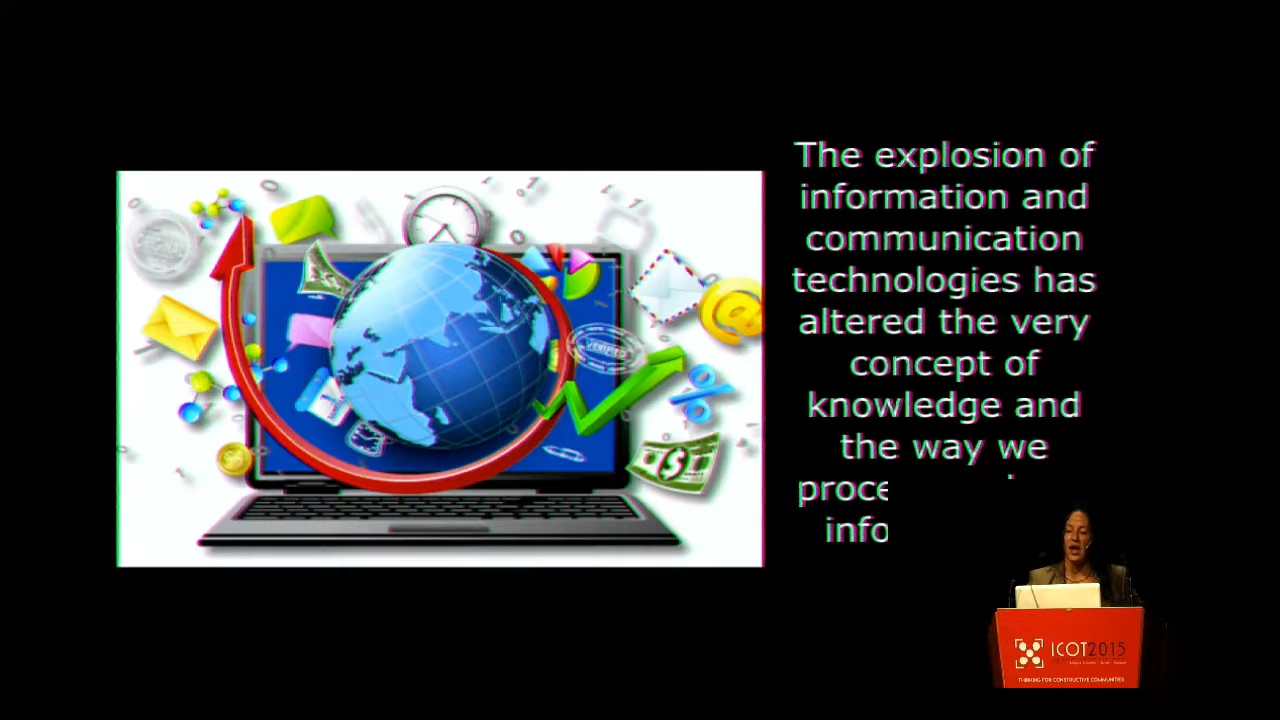 The explosion of
information and
communication
technologies has
altered the very
concept of
knowledge and
the way we
proce
info
VERIFIED
@
%
$
ICOT2015
THINKING FOR CONSTRUCTIVE COMMUNITIES